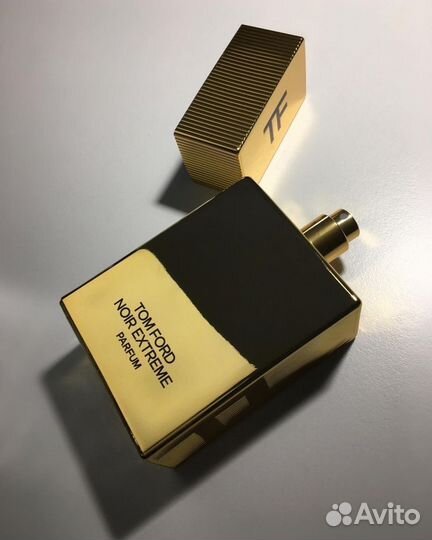 TF
TOM FORD
NOIR EXTREME
PARFUM
Avito